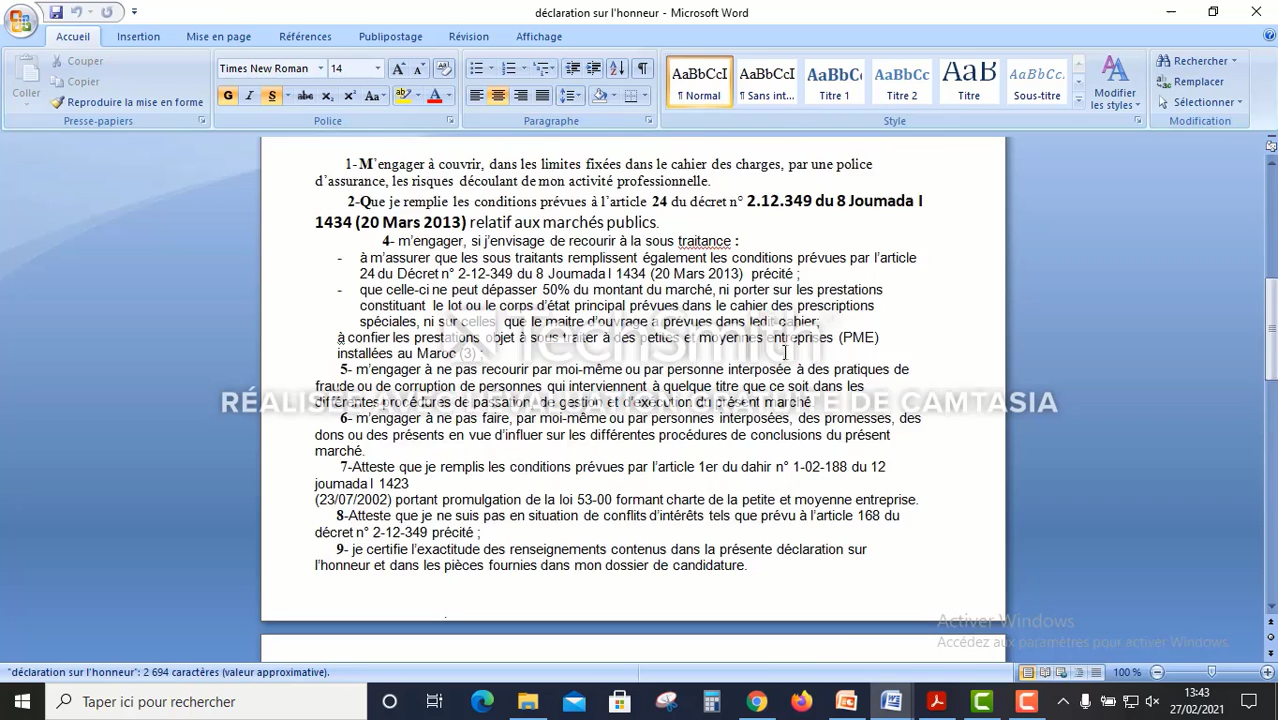 déclaration sur l'honneur - Microsoft Word
Accueil Insertion Mise en page Références Publipostage Révision Affichage
Coller
Couper
Copier
Reproduire la mise en forme
Presse-papiers
Times New Roman 14
G I S abc X₂ X² Aa
Police
Paragraphe
AaBbCcI ¶ Normal
AaBbCcI ¶ Sans int...
AaBbC Titre 1
AaBbCc Titre 2
AaB Titre
AaBbCc. Sous-titre
Modifier les styles
Style
Rechercher
Remplacer
Sélectionner
Modification
1- M'engager à couvrir, dans les limites fixées dans le cahier des charges, par une police
d'assurance, les risques découlant de mon activité professionnelle.
2-Que je remplie les conditions prévues à l'article 24 du décret n° 2.12.349 du 8 Joumada I
1434 (20 Mars 2013) relatif aux marchés publics.
4- m'engager, si j'envisage de recourir à la sous traitance :
- à m'assurer que les sous traitants remplissent également les conditions prévues par l'article
24 du Décret n° 2-12-349 du 8 Joumada I 1434 (20 Mars 2013) précité ;
- que celle-ci ne peut dépasser 50% du montant du marché, ni porter sur les prestations
constituant le lot ou le corps d'état principal prévues dans le cahier des prescriptions
spéciales, ni sur celles que le maitre d'ouvrage a prévues dans ledit cahier;
à confier les prestations objet à sous traiter à des petites et moyennes entreprises (PME)
installées au Maroc (3) ;
TechSmith
5- m'engager à ne pas recourir par moi-même ou par personne interposée à des pratiques de
fraude ou de corruption de personnes qui interviennent à quelque titre que ce soit dans les
différentes procédures de passation, de gestion et d'exécution du présent marché.
RÉALISÉ AVEC L'ÉVALUATION GRATUITE DE CAMTASIA
6- m'engager à ne pas faire, par moi-même ou par personnes interposées, des promesses, des
dons ou des présents en vue d'influer sur les différentes procédures de conclusions du présent
marché.
7-Atteste que je remplis les conditions prévues par l'article 1er du dahir n° 1-02-188 du 12
joumada I 1423
(23/07/2002) portant promulgation de la loi 53-00 formant charte de la petite et moyenne entreprise.
8-Atteste que je ne suis pas en situation de conflits d'intérêts tels que prévu à l'article 168 du
décret n° 2-12-349 précité ;
9- je certifie l'exactitude des renseignements contenus dans la présente déclaration sur
l'honneur et dans les pièces fournies dans mon dossier de candidature.
Activer Windows
Accédez aux paramètres pour activer Windows.
"déclaration sur l'honneur": 2 694 caractères (valeur approximative).
100 %
Taper ici pour rechercher
13:43
27/02/2021